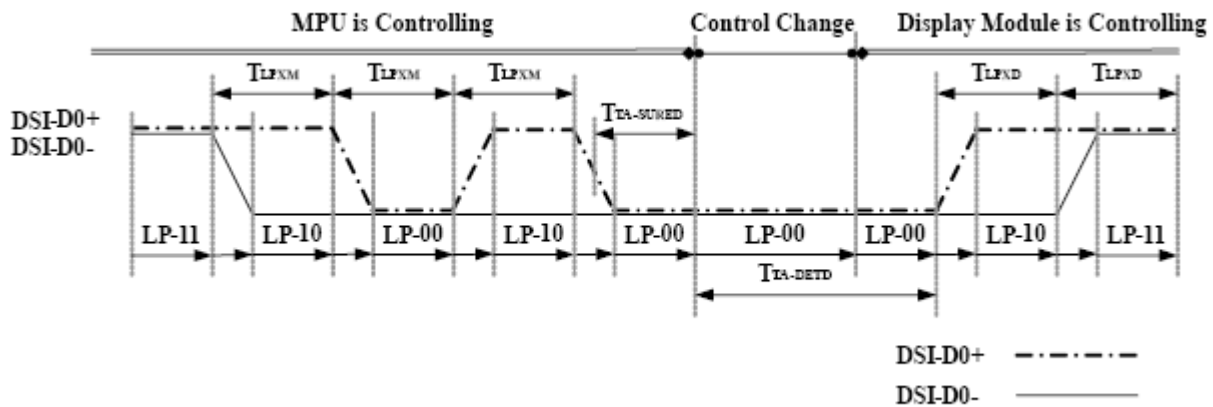 MPU is Controlling Control Change Display Module is Controlling
TLPXM TLPXM TLPXM TLPXD TLPXD
TTA-SURED
DSI-D0+
DSI-D0-
LP-11 LP-10 LP-00 LP-10 LP-00 LP-00 LP-00 LP-10 LP-11
TTA-DETD
DSI-D0+
DSI-D0-